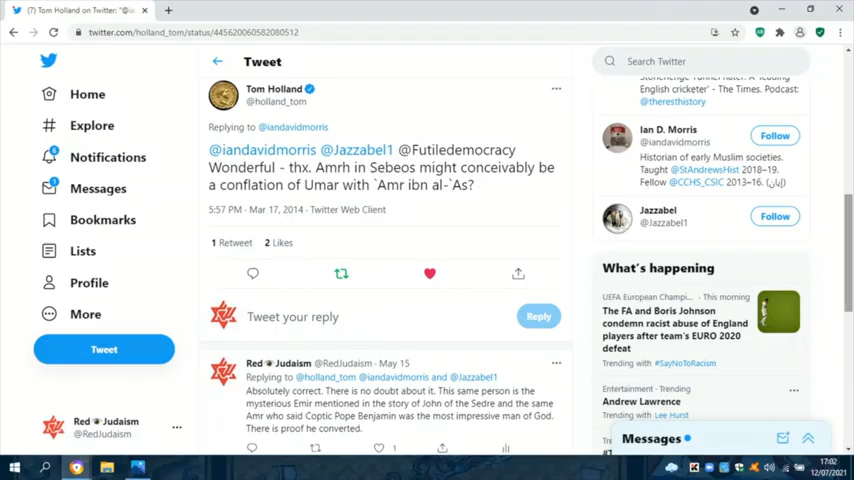 (7) Tom Holland on Twitter: "@ia
twitter.com/holland_tom/status/445620060582080512
Home
Explore
6
Notifications
1
Messages
Bookmarks
Lists
Profile
More
Tweet
Red Judaism
@RedJudaism
Tweet
Tom Holland
@holland_tom
Replying to @iandavidmorris
@iandavidmorris @Jazzabel1 @Futiledemocracy
Wonderful - thx. Amrh in Sebeos might conceivably be
a conflation of Umar with `Amr ibn al-`As?
5:57 PM · Mar 17, 2014 · Twitter Web Client
1 Retweet 2 Likes
Tweet your reply
Reply
Red Judaism @RedJudaism · May 15
Replying to @holland_tom @iandavidmorris and @Jazzabel1
Absolutely correct. There is no doubt about it. This same person is the
mysterious Emir mentioned in the story of John of the Sedre and the same
Amr who said Coptic Pope Benjamin was the most impressive man of God.
There is proof he converted.
1
Search Twitter
Stonehenge Tunnel Hater. 'A leading
English cricketer' - The Times. Podcast:
@theresthistory
Ian D. Morris
@iandavidmorris
Follow
Historian of early Muslim societies.
Taught @StAndrewsHist 2018–19.
Fellow @CCHS_CSIC 2013–16. (إيان)
Jazzabel
@Jazzabel1
Follow
What's happening
UEFA European Champi... · This morning
The FA and Boris Johnson
condemn racist abuse of England
players after team's EURO 2020
defeat
Trending with #SayNoToRacism
Entertainment · Trending
Andrew Lawrence
Trending with Lee Hurst
Messages
17:02
12/07/2021